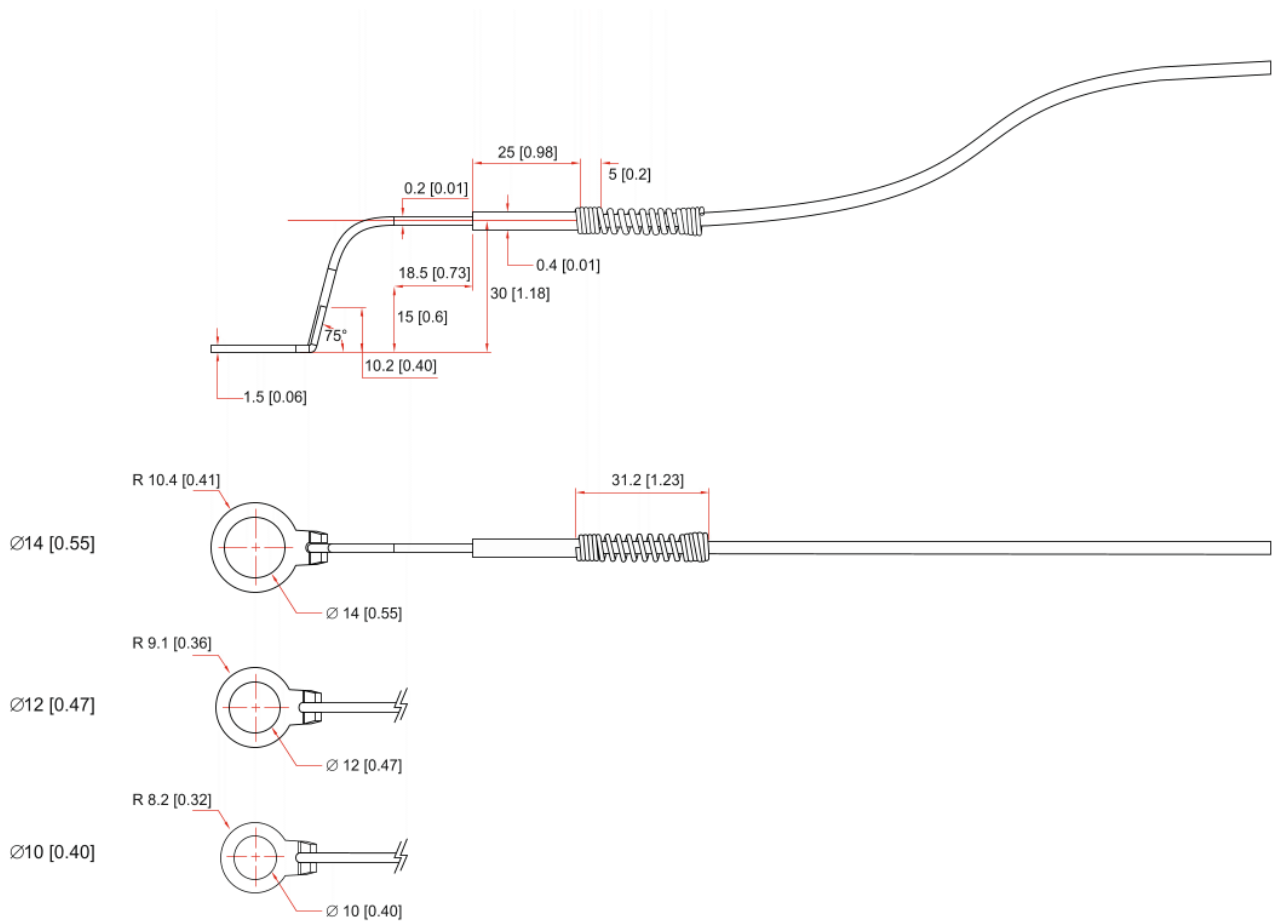 25 [0.98]
5 [0.2]
0.2 [0.01]
0.4 [0.01]
18.5 [0.73]
30 [1.18]
15 [0.6]
75°
10.2 [0.40]
1.5 [0.06]
R 10.4 [0.41]
31.2 [1.23]
∅14 [0.55]
∅ 14 [0.55]
R 9.1 [0.36]
∅12 [0.47]
∅ 12 [0.47]
R 8.2 [0.32]
∅10 [0.40]
∅ 10 [0.40]